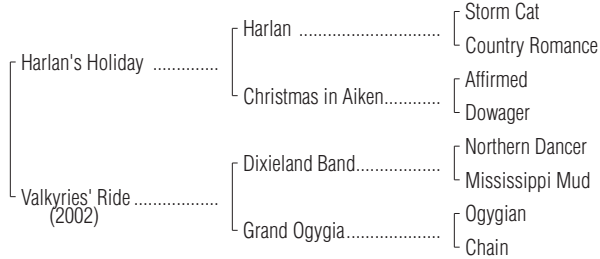 Storm Cat
Harlan ..............................
Country Romance
Harlan's Holiday ..............
Affirmed
Christmas in Aiken............
Dowager
Northern Dancer
Dixieland Band..................
Mississippi Mud
Valkyries' Ride ..................
(2002)
Ogygian
Grand Ogygia....................
Chain